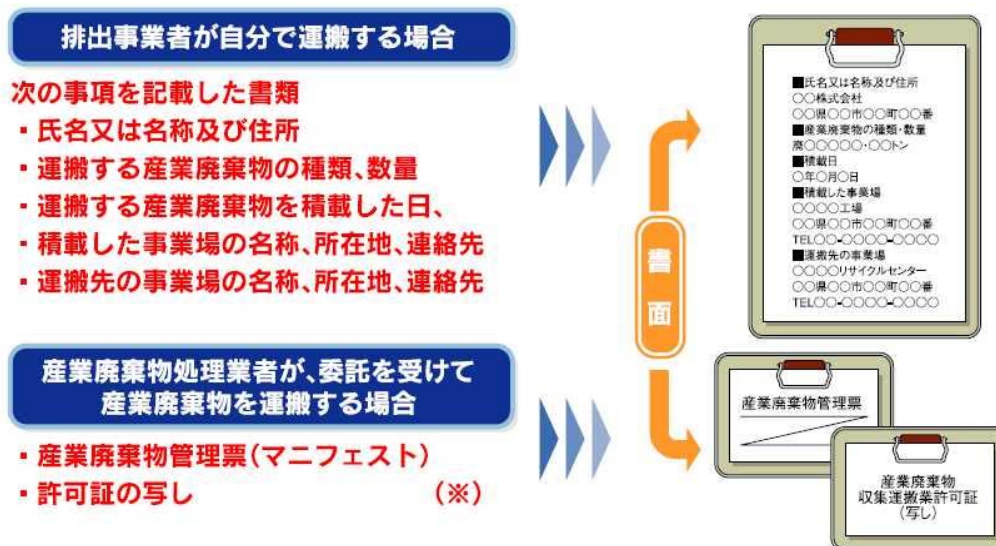 排出事業者が自分で運搬する場合
次の事項を記載した書類
・氏名又は名称及び住所
・運搬する産業廃棄物の種類、数量
・運搬する産業廃棄物を積載した日、
・積載した事業場の名称、所在地、連絡先
・運搬先の事業場の名称、所在地、連絡先
産業廃棄物処理業者が、委託を受けて
産業廃棄物を運搬する場合
・産業廃棄物管理票(マニフェスト)
・許可証の写し (※)
書面
■氏名又は名称及び住所
○○株式会社
○○県○○市○○町○○番
■産業廃棄物の種類・数量
廃○○○○○・○○トン
■積載日
○年○月○日
■積載した事業場
○○○○工場
○○県○○市○○町○○番
TEL○○-○○○○-○○○○
■運搬先の事業場
○○○○リサイクルセンター
○○県○○市○○町○○番
TEL○○-○○○○-○○○○
産業廃棄物管理票
産業廃棄物
収集運搬業許可証
(写し)